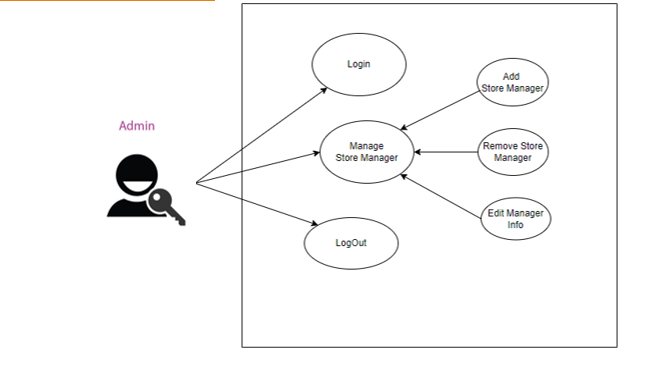 Admin
Login
Add
Store Manager
Manage
Store Manager
Remove Store
Manager
Edit Manager
Info
LogOut